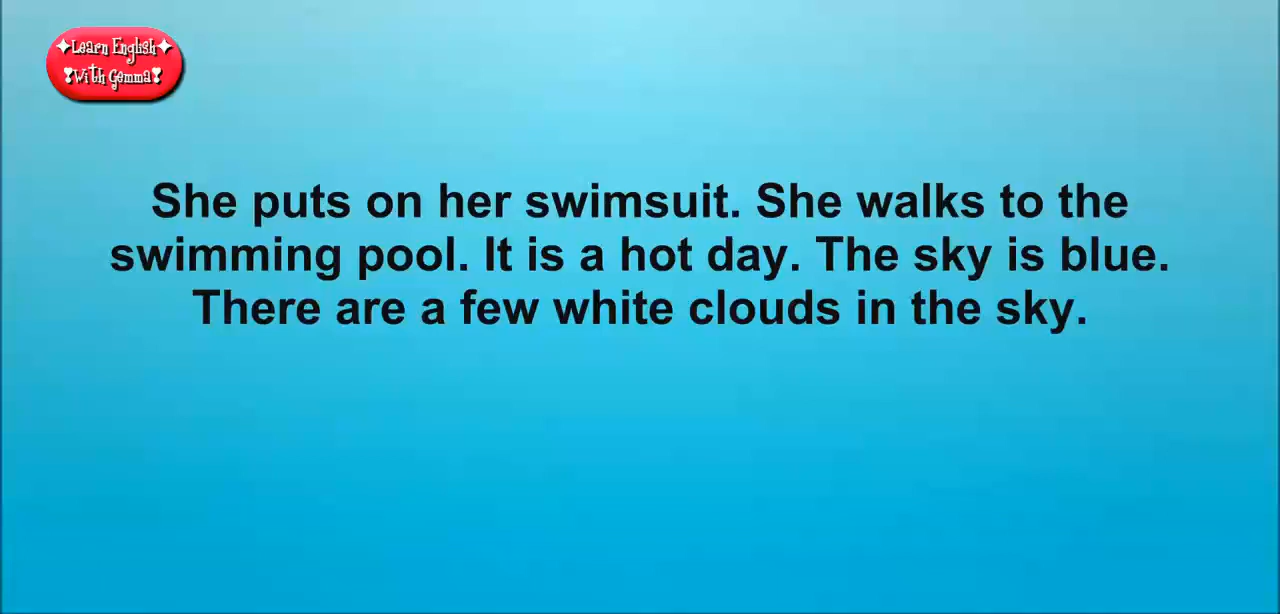 ✦Learn English✦
❣With Gemma❣
She puts on her swimsuit. She walks to the
swimming pool. It is a hot day. The sky is blue.
There are a few white clouds in the sky.